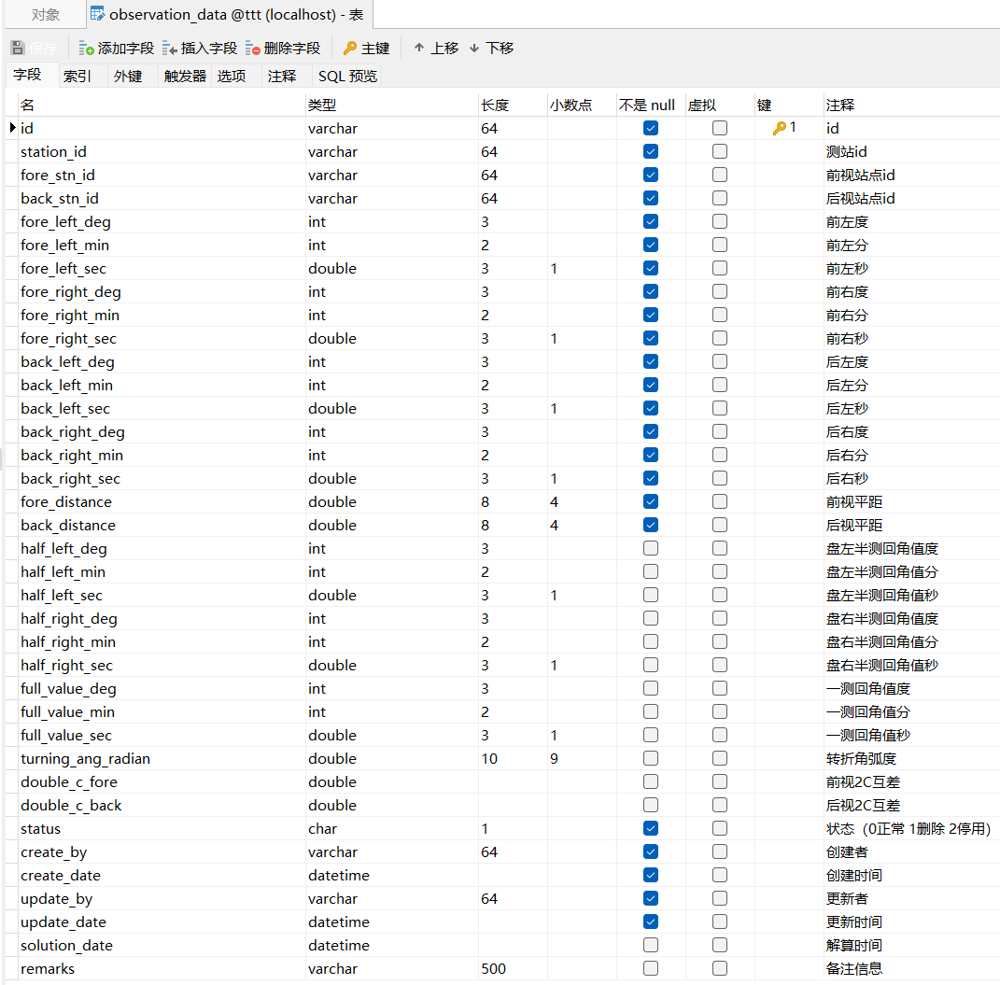 对象 observation_data @ttt (localhost) - 表
保存 添加字段 插入字段 删除字段 主键 上移 下移
字段 索引 外键 触发器 选项 注释 SQL 预览
名 类型 长度 小数点 不是 null 虚拟 键 注释
id varchar 64 1 id
station_id varchar 64 测站id
fore_stn_id varchar 64 前视站点id
back_stn_id varchar 64 后视站点id
fore_left_deg int 3 前左度
fore_left_min int 2 前左分
fore_left_sec double 3 1 前左秒
fore_right_deg int 3 前右度
fore_right_min int 2 前右分
fore_right_sec double 3 1 前右秒
back_left_deg int 3 后左度
back_left_min int 2 后左分
back_left_sec double 3 1 后左秒
back_right_deg int 3 后右度
back_right_min int 2 后右分
back_right_sec double 3 1 后右秒
fore_distance double 8 4 前视平距
back_distance double 8 4 后视平距
half_left_deg int 3 盘左半测回角值度
half_left_min int 2 盘左半测回角值分
half_left_sec double 3 1 盘左半测回角值秒
half_right_deg int 3 盘右半测回角值度
half_right_min int 2 盘右半测回角值分
half_right_sec double 3 1 盘右半测回角值秒
full_value_deg int 3 一测回角值度
full_value_min int 2 一测回角值分
full_value_sec double 3 1 一测回角值秒
turning_ang_radian double 10 9 转折角弧度
double_c_fore double 前视2C互差
double_c_back double 后视2C互差
status char 1 状态（0正常 1删除 2停用）
create_by varchar 64 创建者
create_date datetime 创建时间
update_by varchar 64 更新者
update_date datetime 更新时间
solution_date datetime 解算时间
remarks varchar 500 备注信息